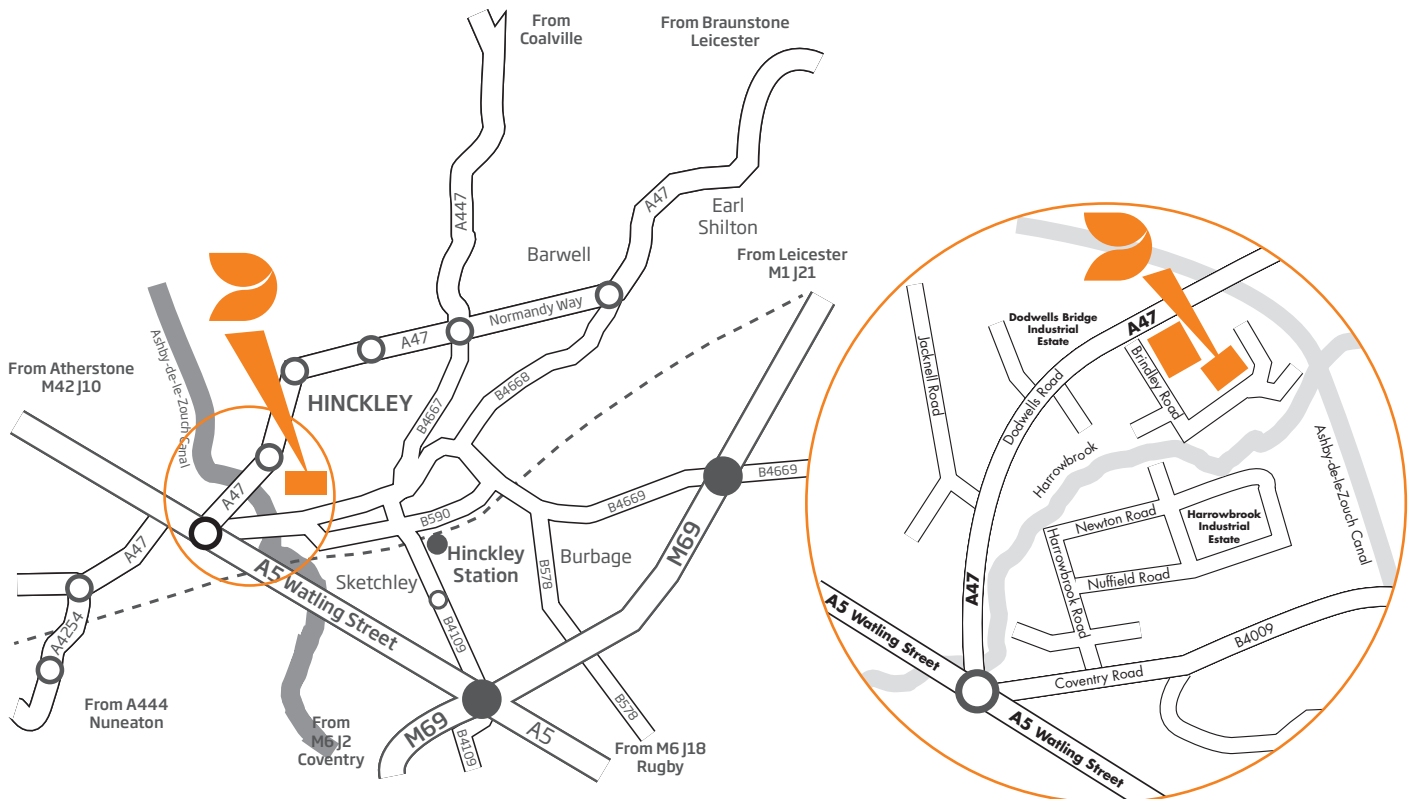 From
Coalville
From Braunstone
Leicester
A447
A47
Earl
Shilton
Barwell
From Leicester
M1 J21
Normandy Way
A47
From Atherstone
M42 J10
Ashby-de-le-Zouch Canal
HINCKLEY
B4668
B4667
A47
B590
B4669
B4669
M69
A47
Hinckley
Station
Burbage
B578
Sketchley
A5 Watling Street
B4109
A4254
From A444
Nuneaton
From
M6 J2
Coventry
M69
B4109
A5
B578
From M6 J18
Rugby
Dodwells Bridge
Industrial
Estate
A47
Jacknell Road
Brindley Road
Dodwells Road
Harrowbrook
Ashby-de-le-Zouch Canal
Newton Road
Harrowbrook
Industrial
Estate
Harrowbrook Road
Nuffield Road
A47
A5 Watling Street
B4009
Coventry Road
A5 Watling Street